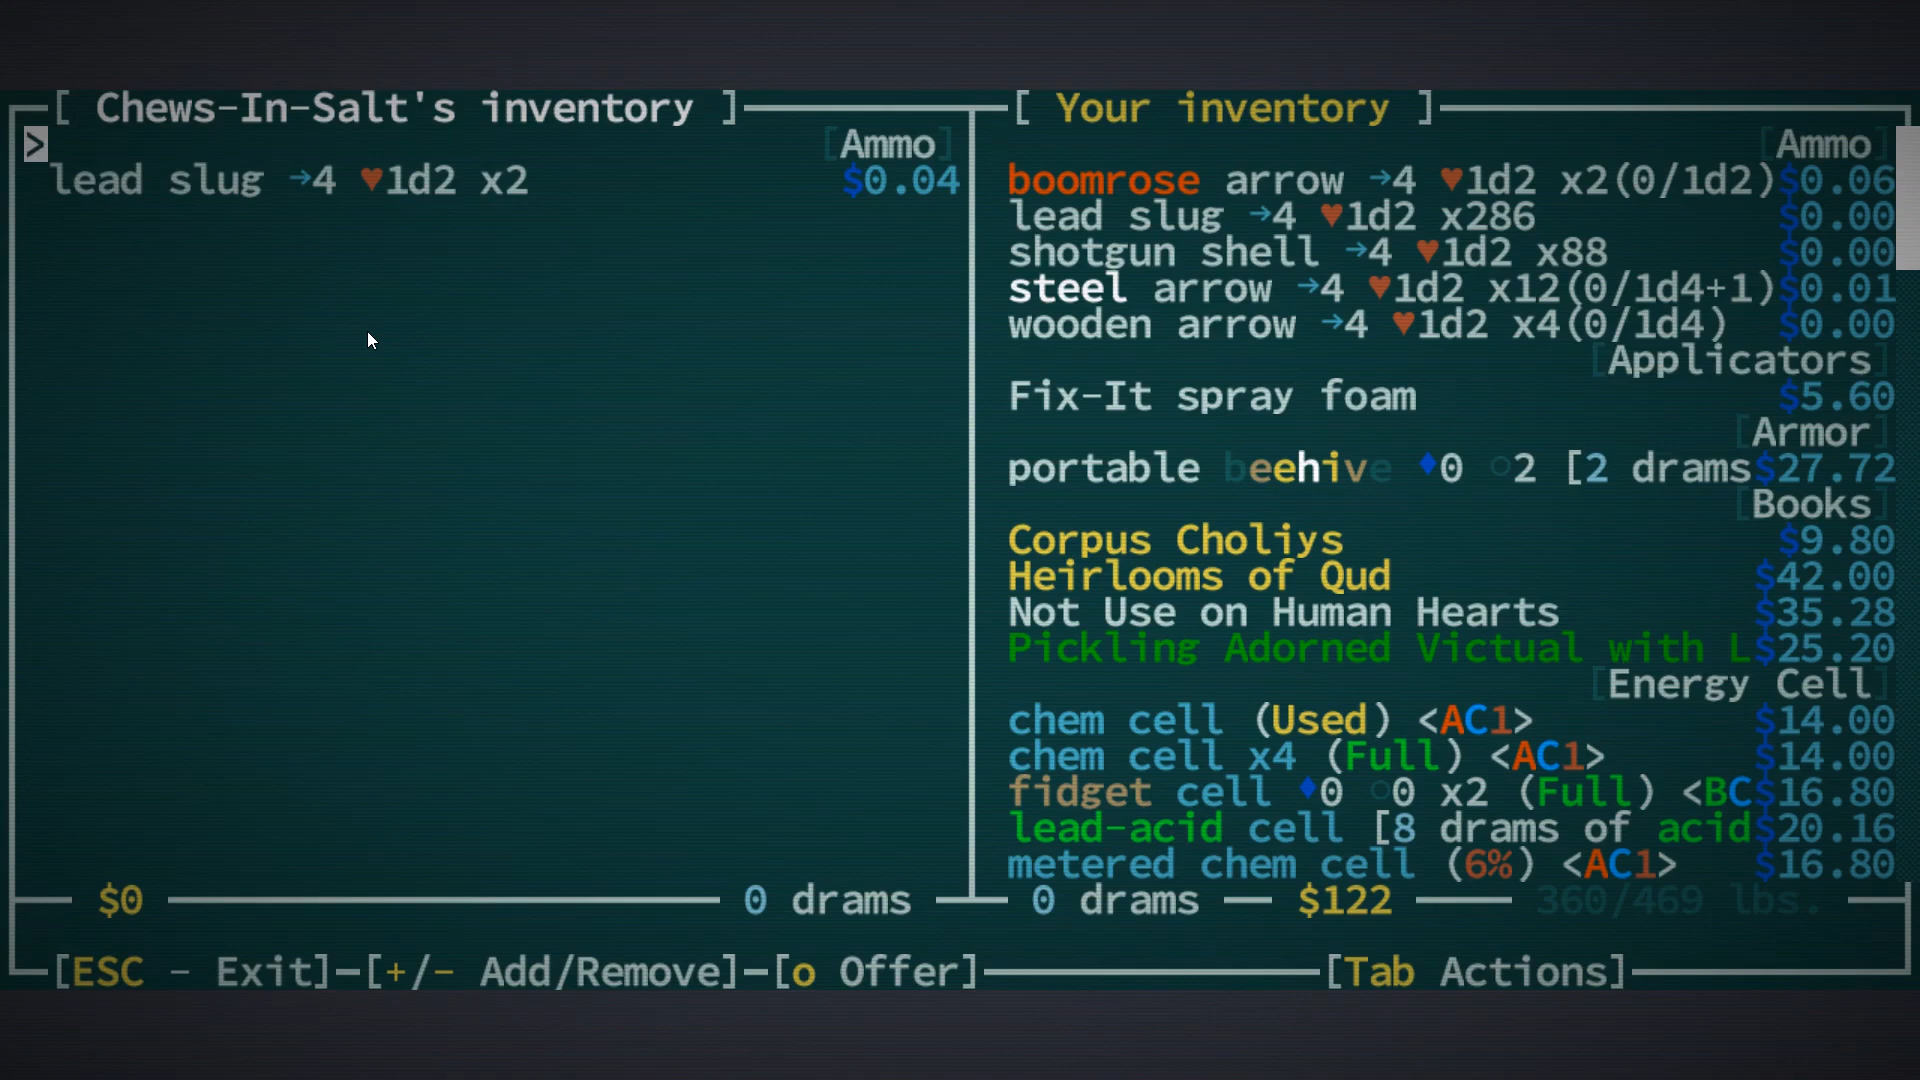 [ Chews-In-Salt's inventory ]
>
[Ammo]
lead slug →4 ♥1d2 x2 $0.04
$0
0 drams
[ Your inventory ]
[Ammo]
boomrose arrow →4 ♥1d2 x2(0/1d2) $0.06
lead slug →4 ♥1d2 x286 $0.00
shotgun shell →4 ♥1d2 x88 $0.00
steel arrow →4 ♥1d2 x12(0/1d4+1) $0.01
wooden arrow →4 ♥1d2 x4(0/1d4) $0.00
[Applicators]
Fix-It spray foam $5.60
[Armor]
portable beehive ♦0 ○2 [2 drams $27.72
[Books]
Corpus Choliys $9.80
Heirlooms of Qud $42.00
Not Use on Human Hearts $35.28
Pickling Adorned Victual with L $25.20
[Energy Cell]
chem cell (Used) <AC1> $14.00
chem cell x4 (Full) <AC1> $14.00
fidget cell ♦0 ○0 x2 (Full) <BC $16.80
lead-acid cell [8 drams of acid $20.16
metered chem cell (6%) <AC1> $16.80
0 drams
$122
360/469 lbs.
[ESC - Exit]
[+/- Add/Remove]
[o Offer]
[Tab Actions]